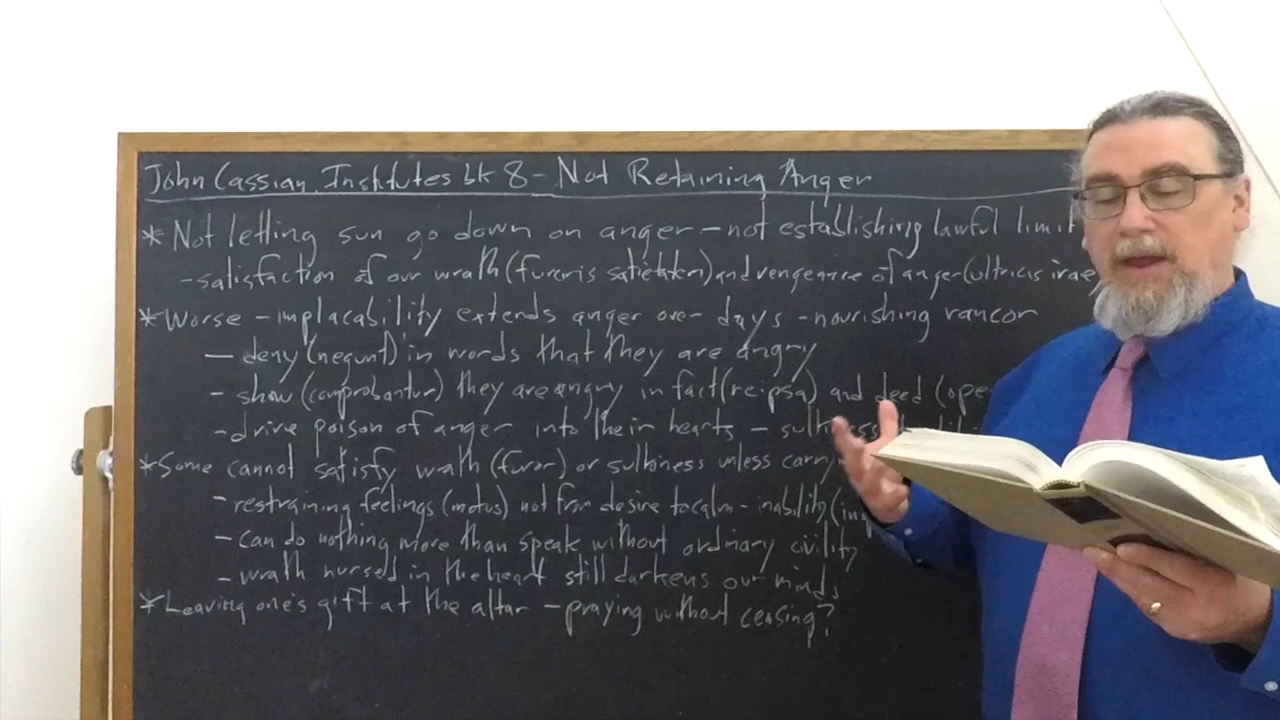 John Cassian, Institutes bk 8 - Not Retaining Anger
* Not letting sun go down on anger - not establishing lawful limit
- satisfaction of our wrath (furoris satietatem) and vengeance of anger (ultricis irae
* Worse - implacability extends anger over days - nourishing rancor
- deny (negunt) in words that they are angry
- show (comprobantur) they are angry in fact (re ipsa) and deed (ope
- drive poison of anger into their hearts -
* Some cannot satisfy wrath (furor) or sulkiness unless carry
- restraining feelings (motus) not from desire to calm - inability (inq
- can do nothing more than speak without ordinary civility
- wrath nursed in the heart still darkens our minds
* Leaving one's gift at the altar - praying without ceasing?